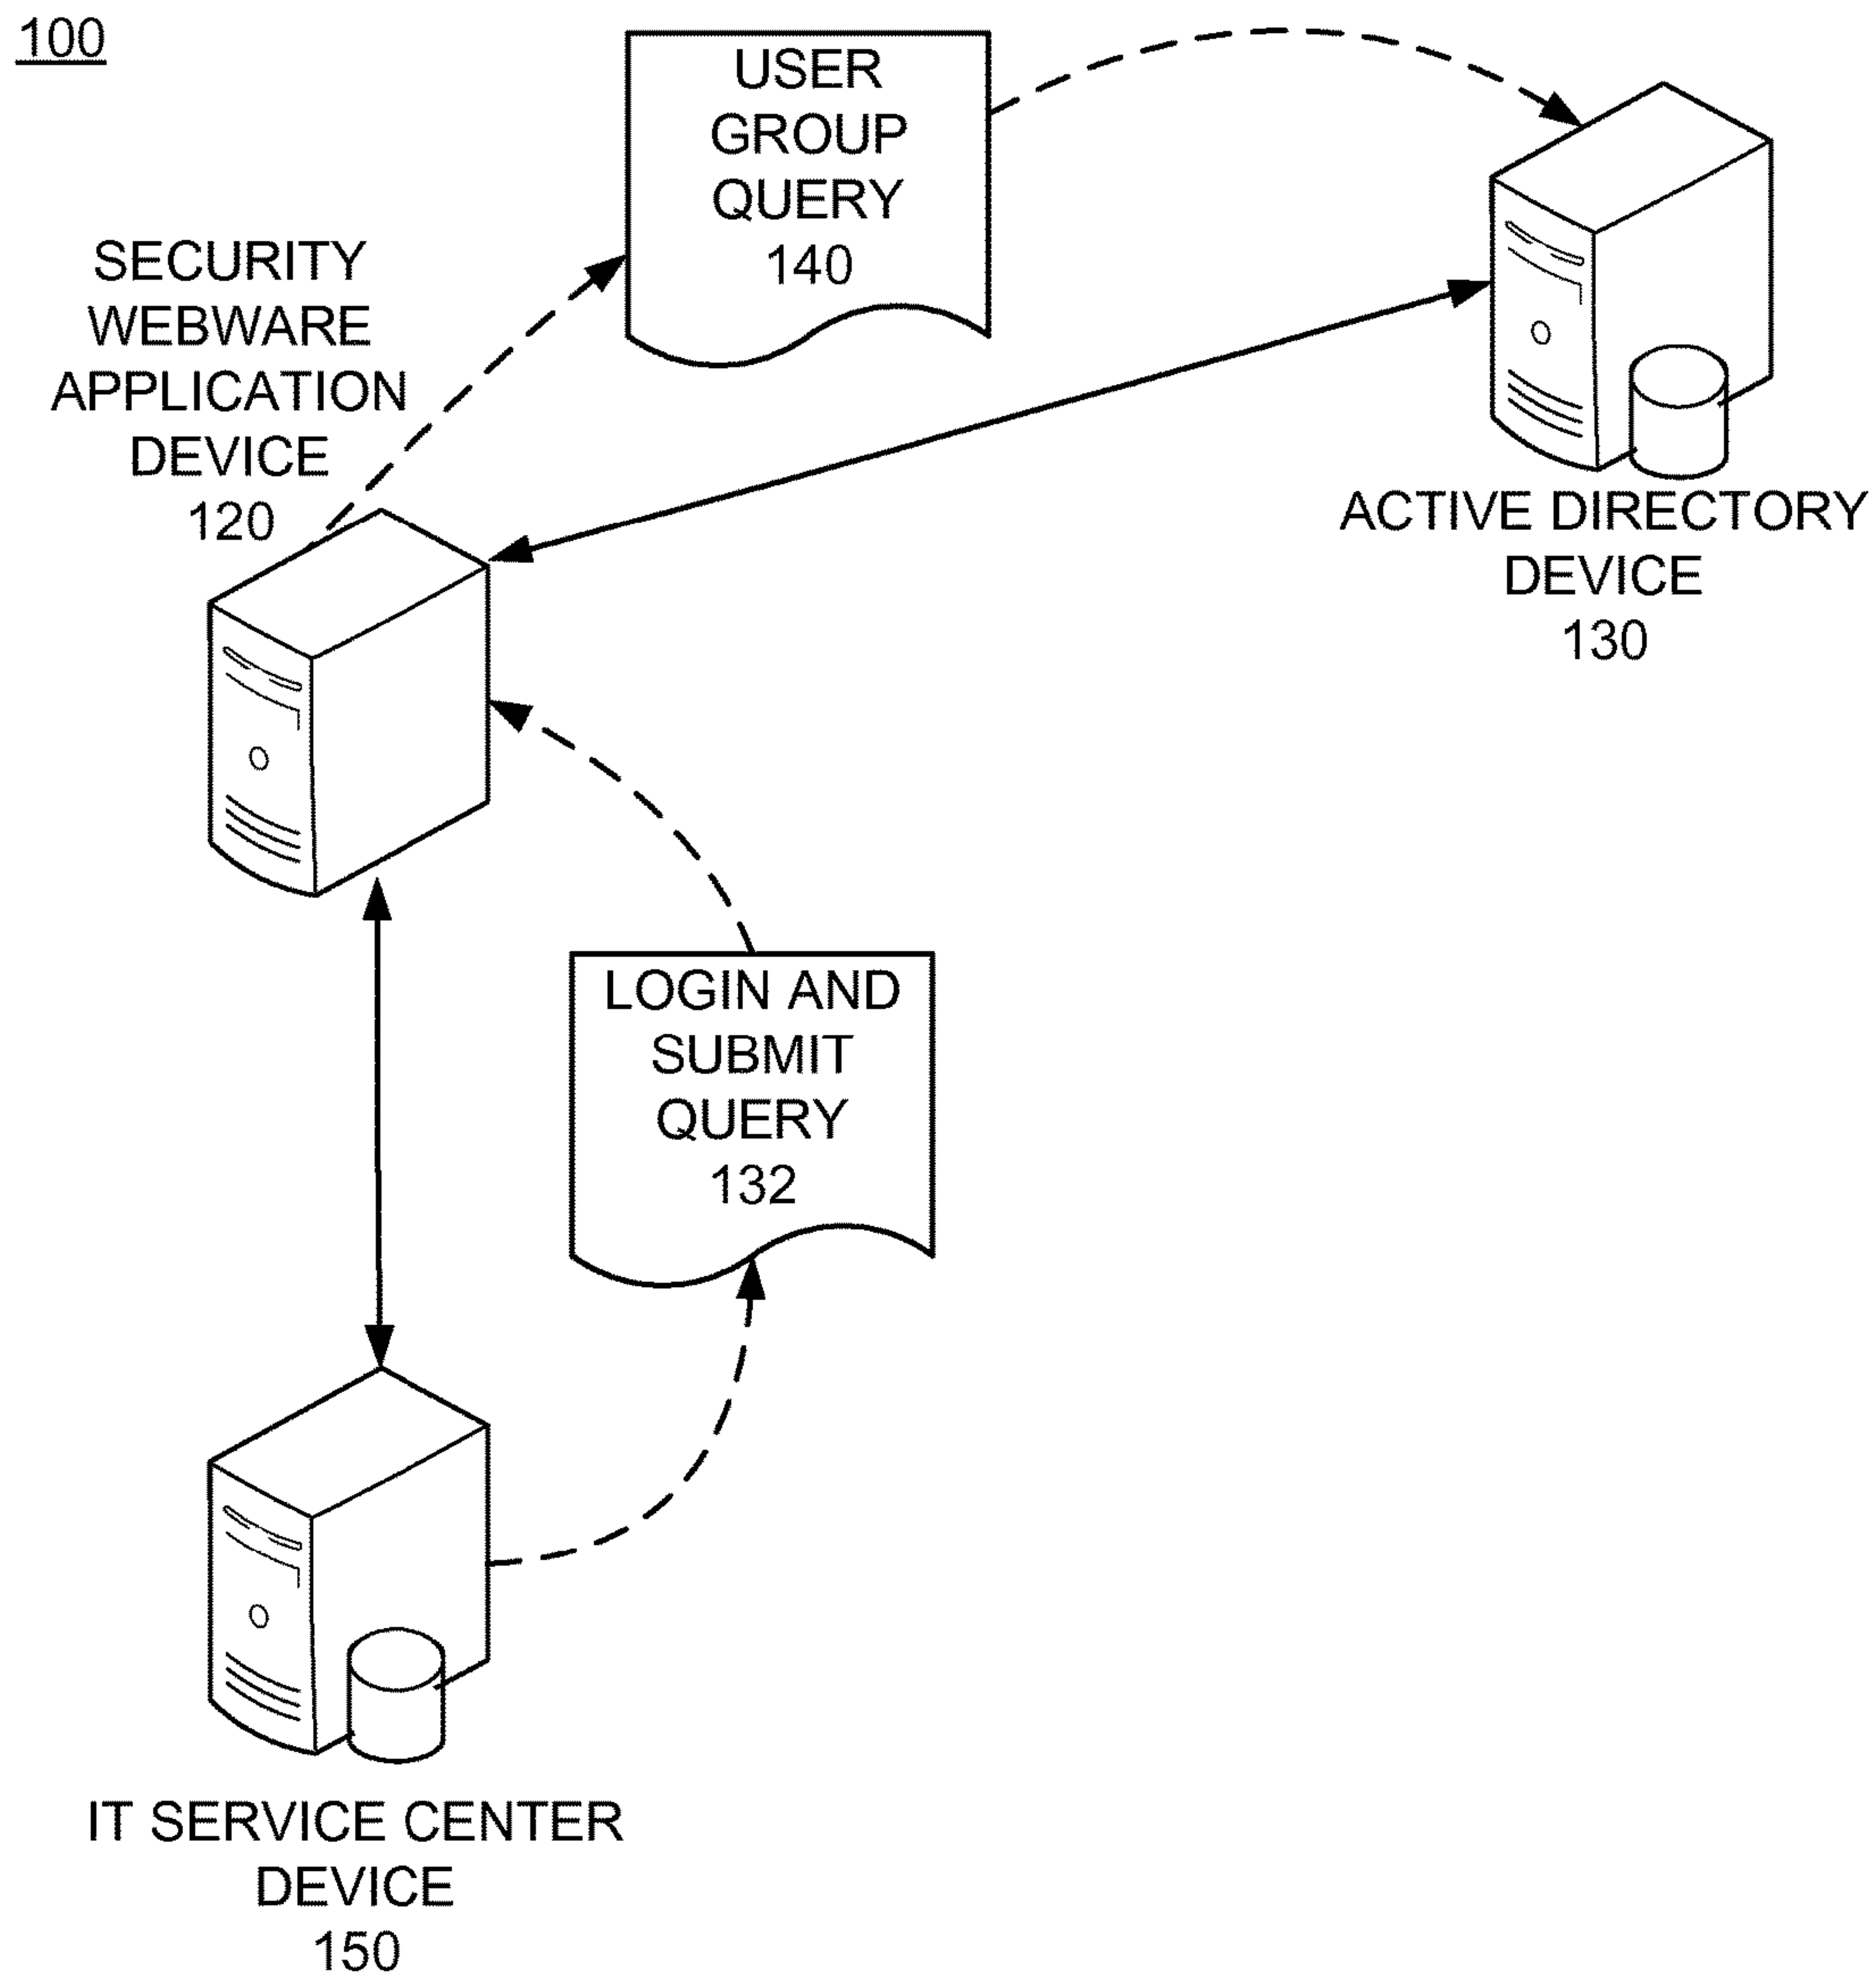 100
USER
GROUP
QUERY
140
SECURITY
WEBWARE
APPLICATION
DEVICE
120
ACTIVE DIRECTORY
DEVICE
130
LOGIN AND
SUBMIT
QUERY
132
IT SERVICE CENTER
DEVICE
150